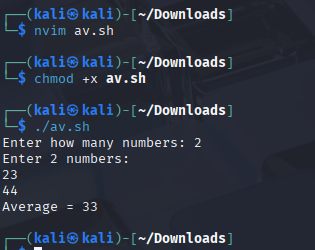 ┌──(kali㉿kali)-[~/Downloads]
└─$ nvim av.sh
┌──(kali㉿kali)-[~/Downloads]
└─$ chmod +x av.sh
┌──(kali㉿kali)-[~/Downloads]
└─$ ./av.sh
Enter how many numbers: 2
Enter 2 numbers:
23
44
Average = 33
┌──(kali㉿kali)-[~/Downloads]
└─$